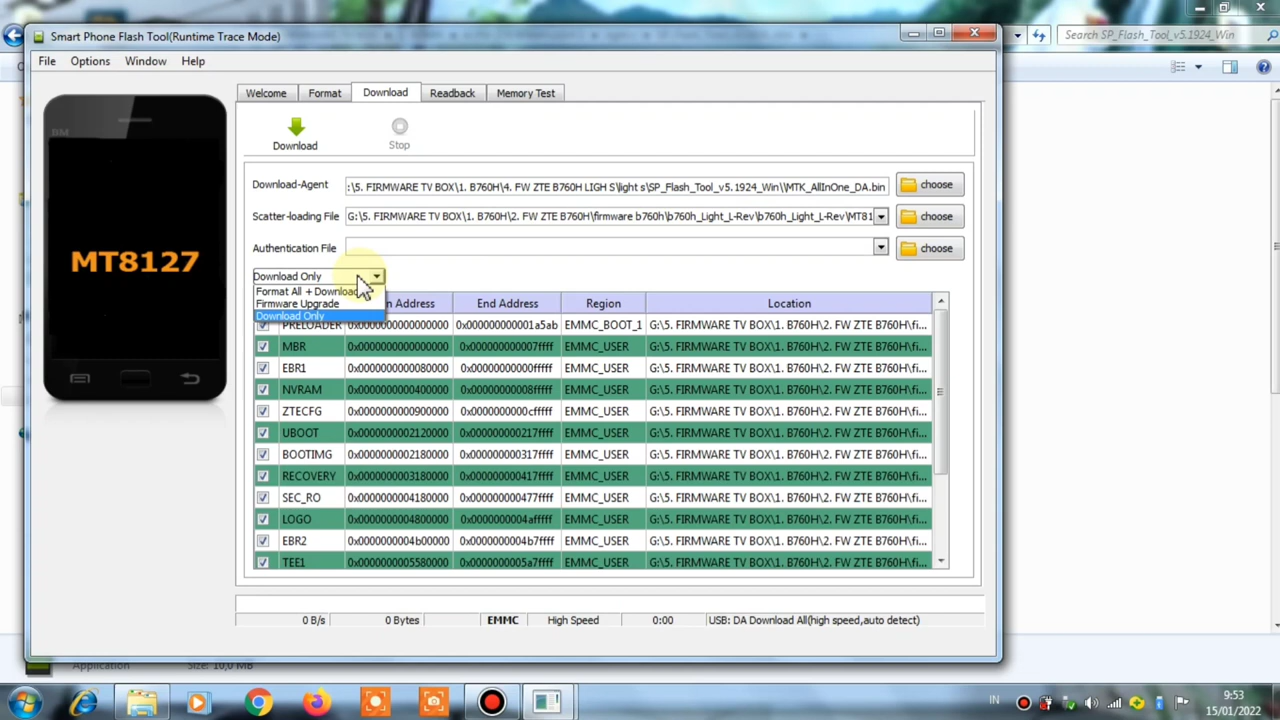 Smart Phone Flash Tool(Runtime Trace Mode)
Search SP_Flash_Tool_v5.1924_Win
File Options Window Help
Welcome Format Download Readback Memory Test
Download Stop
Download-Agent :\5. FIRMWARE TV BOX\1. B760H\4. FW ZTE B760H LIGH S\light s\SP_Flash_Tool_v5.1924_Win\\MTK_AllInOne_DA.bin choose
Scatter-loading File G:\5. FIRMWARE TV BOX\1. B760H\2. FW ZTE B760H\firmware b760h\b760h_Light_L-Rev\b760h_Light_L-Rev\MT81 choose
Authentication File choose
BM
MT8127
Download Only
Format All + Download
Firmware Upgrade
Download Only
n Address End Address Region Location
PRELOADER 0x0000000000000000 0x000000000001a5ab EMMC_BOOT_1 G:\5. FIRMWARE TV BOX\1. B760H\2. FW ZTE B760H\fi...
MBR 0x0000000000000000 0x0000000000007ffff EMMC_USER G:\5. FIRMWARE TV BOX\1. B760H\2. FW ZTE B760H\fi...
EBR1 0x0000000000080000 0x00000000000fffff EMMC_USER G:\5. FIRMWARE TV BOX\1. B760H\2. FW ZTE B760H\fi...
NVRAM 0x0000000000400000 0x00000000008fffff EMMC_USER G:\5. FIRMWARE TV BOX\1. B760H\2. FW ZTE B760H\fi...
ZTECFG 0x0000000000900000 0x0000000000cfffff EMMC_USER G:\5. FIRMWARE TV BOX\1. B760H\2. FW ZTE B760H\fi...
UBOOT 0x0000000002120000 0x000000000217ffff EMMC_USER G:\5. FIRMWARE TV BOX\1. B760H\2. FW ZTE B760H\fi...
BOOTIMG 0x0000000002180000 0x000000000317ffff EMMC_USER G:\5. FIRMWARE TV BOX\1. B760H\2. FW ZTE B760H\fi...
RECOVERY 0x0000000003180000 0x000000000417ffff EMMC_USER G:\5. FIRMWARE TV BOX\1. B760H\2. FW ZTE B760H\fi...
SEC_RO 0x0000000004180000 0x000000000477ffff EMMC_USER G:\5. FIRMWARE TV BOX\1. B760H\2. FW ZTE B760H\fi...
LOGO 0x0000000004800000 0x0000000004afffff EMMC_USER G:\5. FIRMWARE TV BOX\1. B760H\2. FW ZTE B760H\fi...
EBR2 0x0000000004b00000 0x0000000004b7ffff EMMC_USER G:\5. FIRMWARE TV BOX\1. B760H\2. FW ZTE B760H\fi...
TEE1 0x0000000005580000 0x0000000005a7ffff EMMC_USER G:\5. FIRMWARE TV BOX\1. B760H\2. FW ZTE B760H\fi...
0 B/s 0 Bytes EMMC High Speed 0:00 USB: DA Download All(high speed,auto detect)
Application Size: 10,0 MB
IN 9:53
15/01/2022